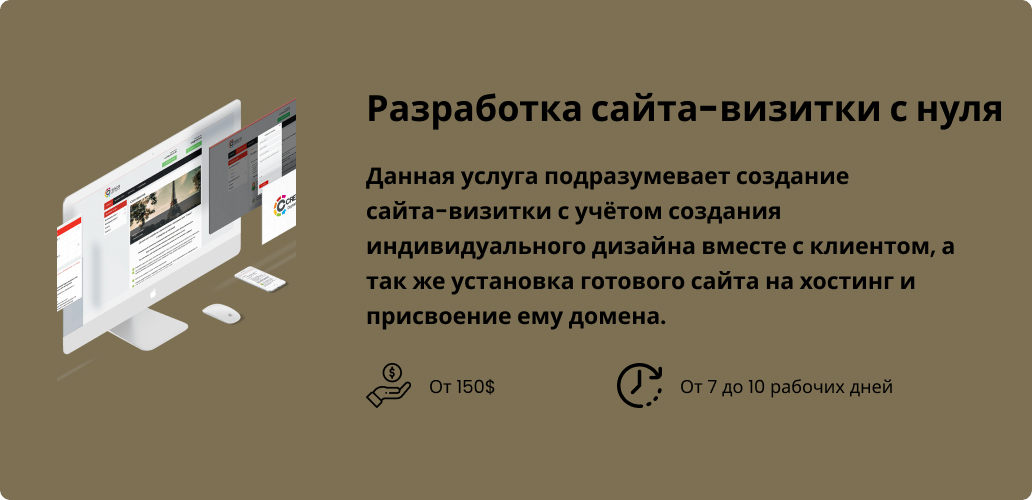 Разработка сайта-визитки с нуля
Данная услуга подразумевает создание
сайта-визитки с учётом создания
индивидуального дизайна вместе с клиентом, а
так же установка готового сайта на хостинг и
присвоение ему домена.
От 150$
От 7 до 10 рабочих дней